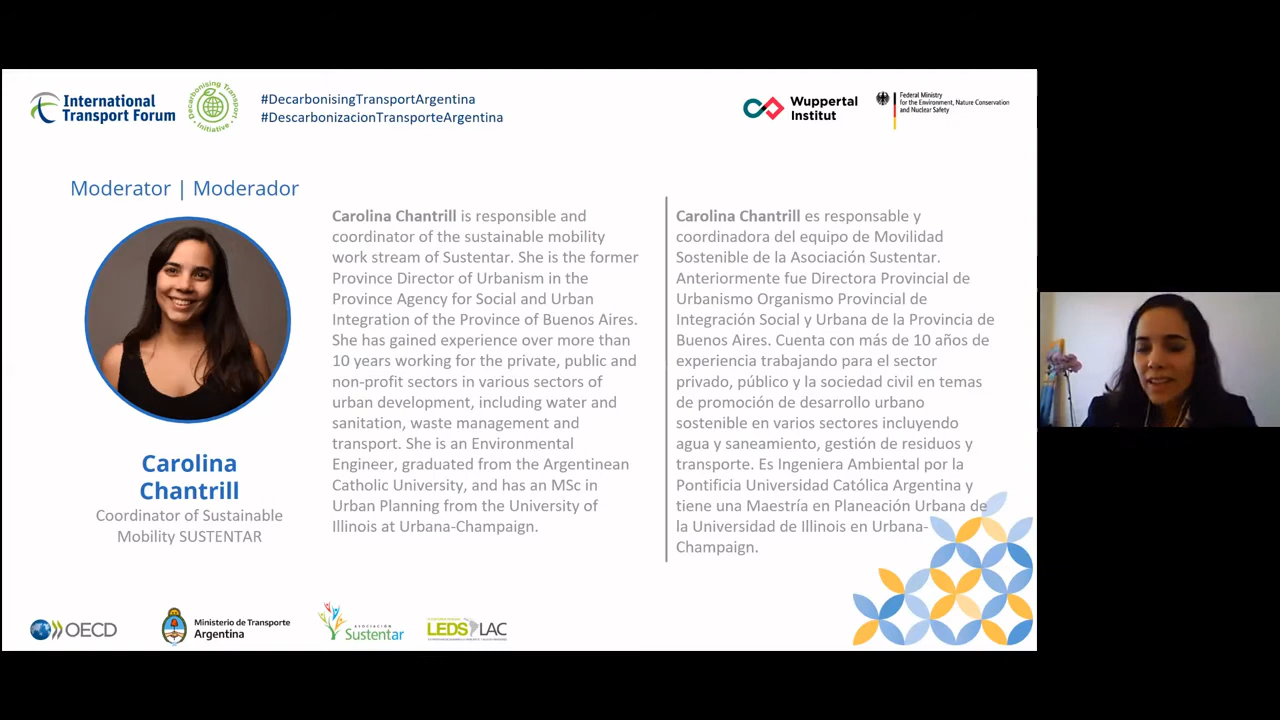 International
Transport Forum
Decarbonising Transport
Initiative
#DecarbonisingTransportArgentina
#DescarbonizacionTransporteArgentina
Wuppertal
Institut
Federal Ministry
for the Environment, Nature Conservation
and Nuclear Safety
Moderator | Moderador
Carolina
Chantrill
Coordinator of Sustainable
Mobility SUSTENTAR
Carolina Chantrill is responsible and
coordinator of the sustainable mobility
work stream of Sustentar. She is the former
Province Director of Urbanism in the
Province Agency for Social and Urban
Integration of the Province of Buenos Aires.
She has gained experience over more than
10 years working for the private, public and
non-profit sectors in various sectors of
urban development, including water and
sanitation, waste management and
transport. She is an Environmental
Engineer, graduated from the Argentinean
Catholic University, and has an MSc in
Urban Planning from the University of
Illinois at Urbana-Champaign.
Carolina Chantrill es responsable y
coordinadora del equipo de Movilidad
Sostenible de la Asociación Sustentar.
Anteriormente fue Directora Provincial de
Urbanismo Organismo Provincial de
Integración Social y Urbana de la Provincia de
Buenos Aires. Cuenta con más de 10 años de
experiencia trabajando para el sector
privado, público y la sociedad civil en temas
de promoción de desarrollo urbano
sostenible en varios sectores incluyendo
agua y saneamiento, gestión de residuos y
transporte. Es Ingeniera Ambiental por la
Pontificia Universidad Católica Argentina y
tiene una Maestría en Planeación Urbana de
la Universidad de Illinois en Urbana-
Champaign.
OECD
Ministerio de Transporte
Argentina
ASOCIACIÓN
Sustentar
LEDS LAC